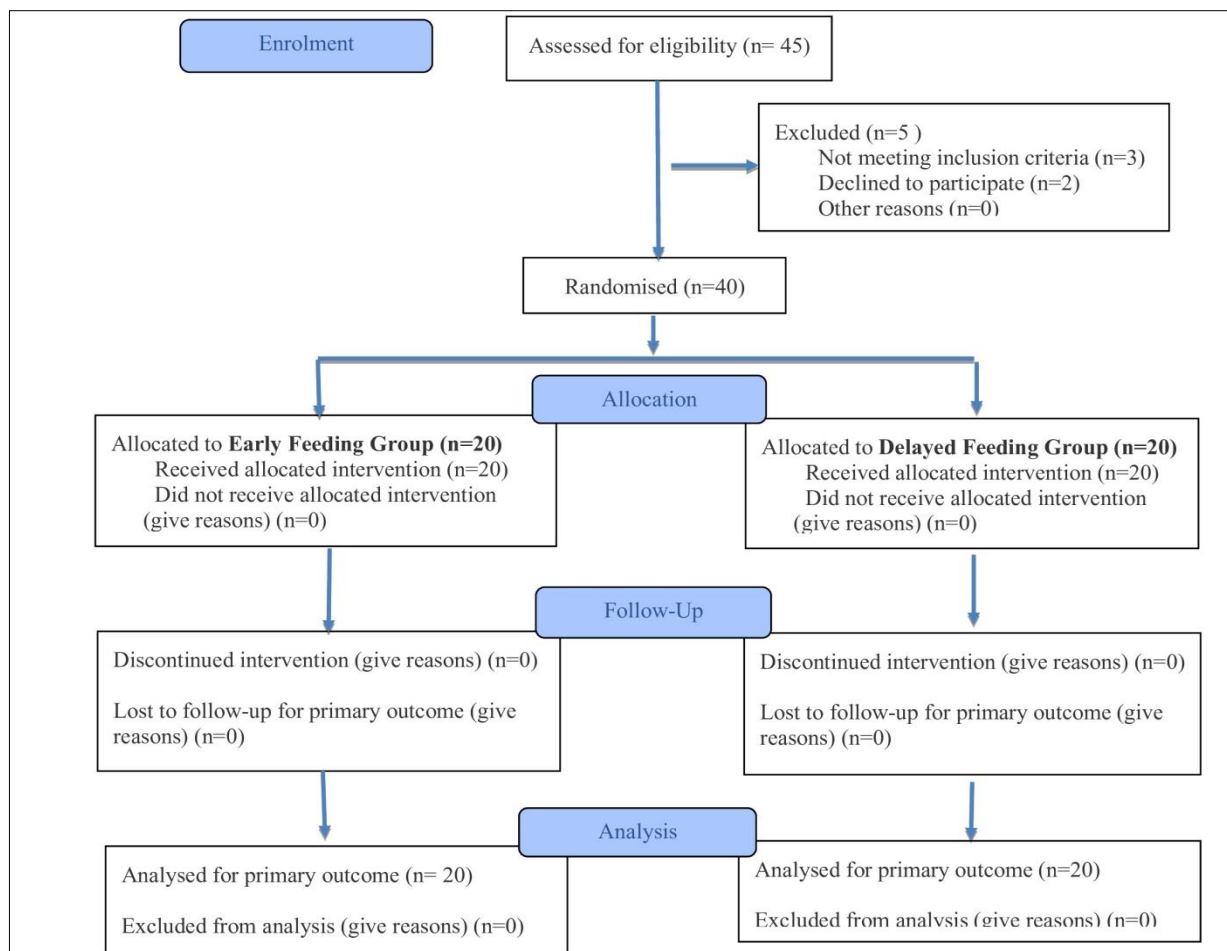 Enrolment
Assessed for eligibility (n= 45)
Excluded (n=5 )
Not meeting inclusion criteria (n=3)
Declined to participate (n=2)
Other reasons (n=0)
Randomised (n=40)
Allocation
Allocated to Early Feeding Group (n=20)
Received allocated intervention (n=20)
Did not receive allocated intervention
(give reasons) (n=0)
Allocated to Delayed Feeding Group (n=20)
Received allocated intervention (n=20)
Did not receive allocated intervention
(give reasons) (n=0)
Follow-Up
Discontinued intervention (give reasons) (n=0)
Lost to follow-up for primary outcome (give
reasons) (n=0)
Discontinued intervention (give reasons) (n=0)
Lost to follow-up for primary outcome (give
reasons) (n=0)
Analysis
Analysed for primary outcome (n= 20)
Excluded from analysis (give reasons) (n=0)
Analysed for primary outcome (n=20)
Excluded from analysis (give reasons) (n=0)